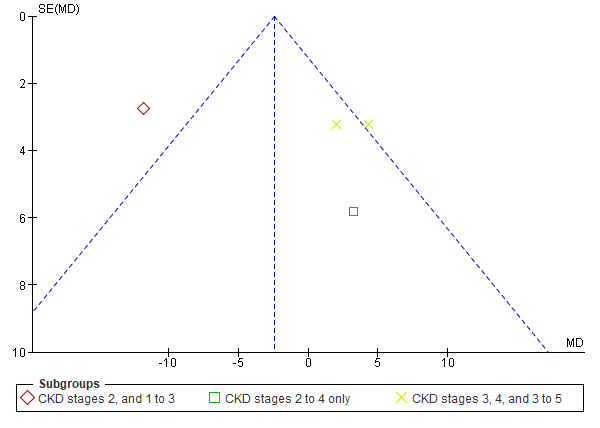 SE(MD)
0
2
4
6
8
10
-10 -5 0 5 10
MD
Subgroups
CKD stages 2, and 1 to 3 CKD stages 2 to 4 only CKD stages 3, 4, and 3 to 5